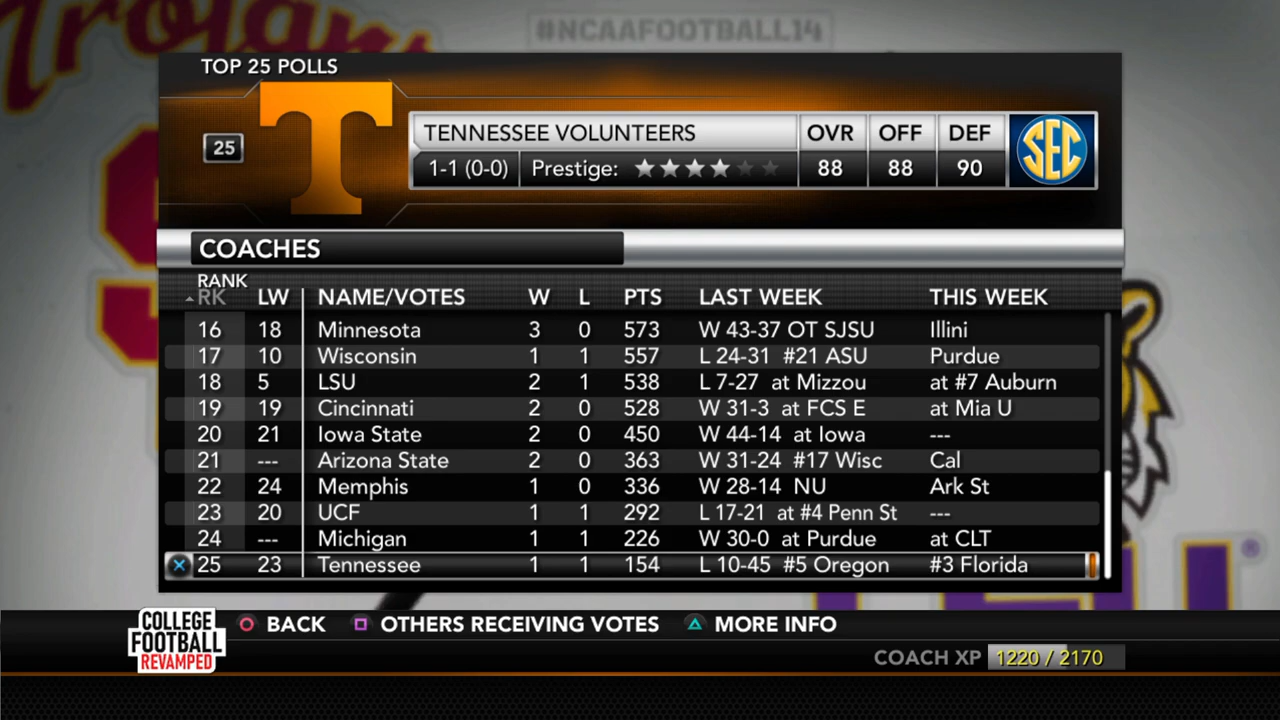 Trojans
#NCAAFOOTBALL14
TOP 25 POLLS
25
T
TENNESSEE VOLUNTEERS OVR OFF DEF
1-1 (0-0) Prestige: 88 88 90
SEC
COACHES
RANK
RK LW NAME/VOTES W L PTS LAST WEEK THIS WEEK
16 18 Minnesota 3 0 573 W 43-37 OT SJSU Illini
17 10 Wisconsin 1 1 557 L 24-31 #21 ASU Purdue
18 5 LSU 2 1 538 L 7-27 at Mizzou at #7 Auburn
19 19 Cincinnati 2 0 528 W 31-3 at FCS E at Mia U
20 21 Iowa State 2 0 450 W 44-14 at Iowa ---
21 --- Arizona State 2 0 363 W 31-24 #17 Wisc Cal
22 24 Memphis 1 0 336 W 28-14 NU Ark St
23 20 UCF 1 1 292 L 17-21 at #4 Penn St ---
24 --- Michigan 1 1 226 W 30-0 at Purdue at CLT
25 23 Tennessee 1 1 154 L 10-45 #5 Oregon #3 Florida
COLLEGE
FOOTBALL
REVAMPED
BACK OTHERS RECEIVING VOTES MORE INFO
COACH XP 1220 / 2170